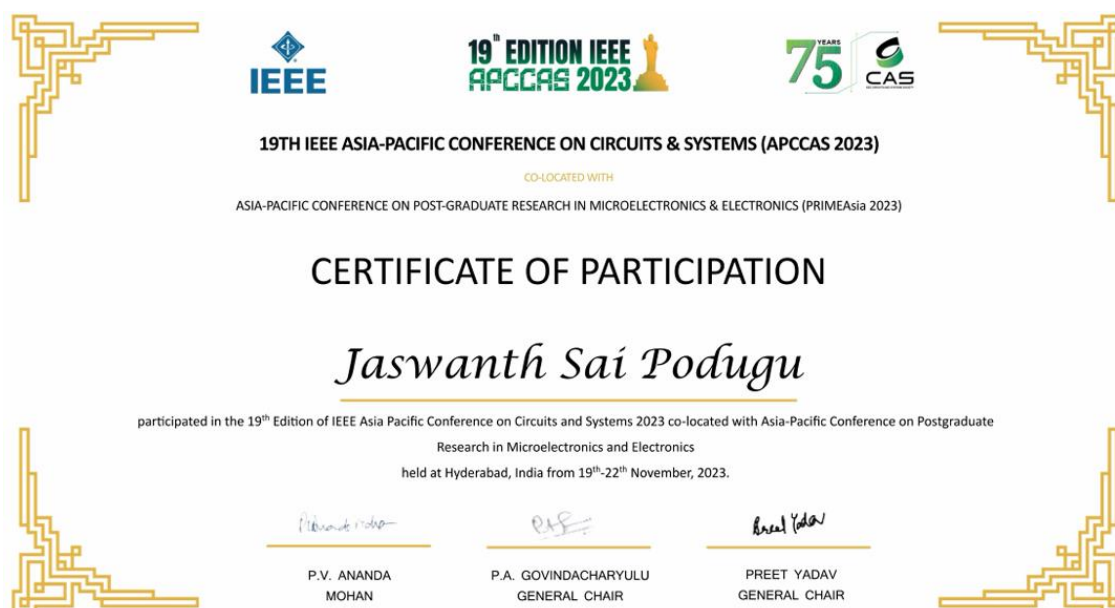 IEEE
19th EDITION IEEE
APCCAS 2023
75 YEARS
CAS
19TH IEEE ASIA-PACIFIC CONFERENCE ON CIRCUITS & SYSTEMS (APCCAS 2023)
CO-LOCATED WITH
ASIA-PACIFIC CONFERENCE ON POST-GRADUATE RESEARCH IN MICROELECTRONICS & ELECTRONICS (PRIMEAsia 2023)
CERTIFICATE OF PARTICIPATION
Jaswanth Sai Podugu
participated in the 19th Edition of IEEE Asia Pacific Conference on Circuits and Systems 2023 co-located with Asia-Pacific Conference on Postgraduate
Research in Microelectronics and Electronics
held at Hyderabad, India from 19th-22th November, 2023.
Preet Yadav
P.V. ANANDA
MOHAN
P.A. GOVINDACHARYULU
GENERAL CHAIR
PREET YADAV
GENERAL CHAIR